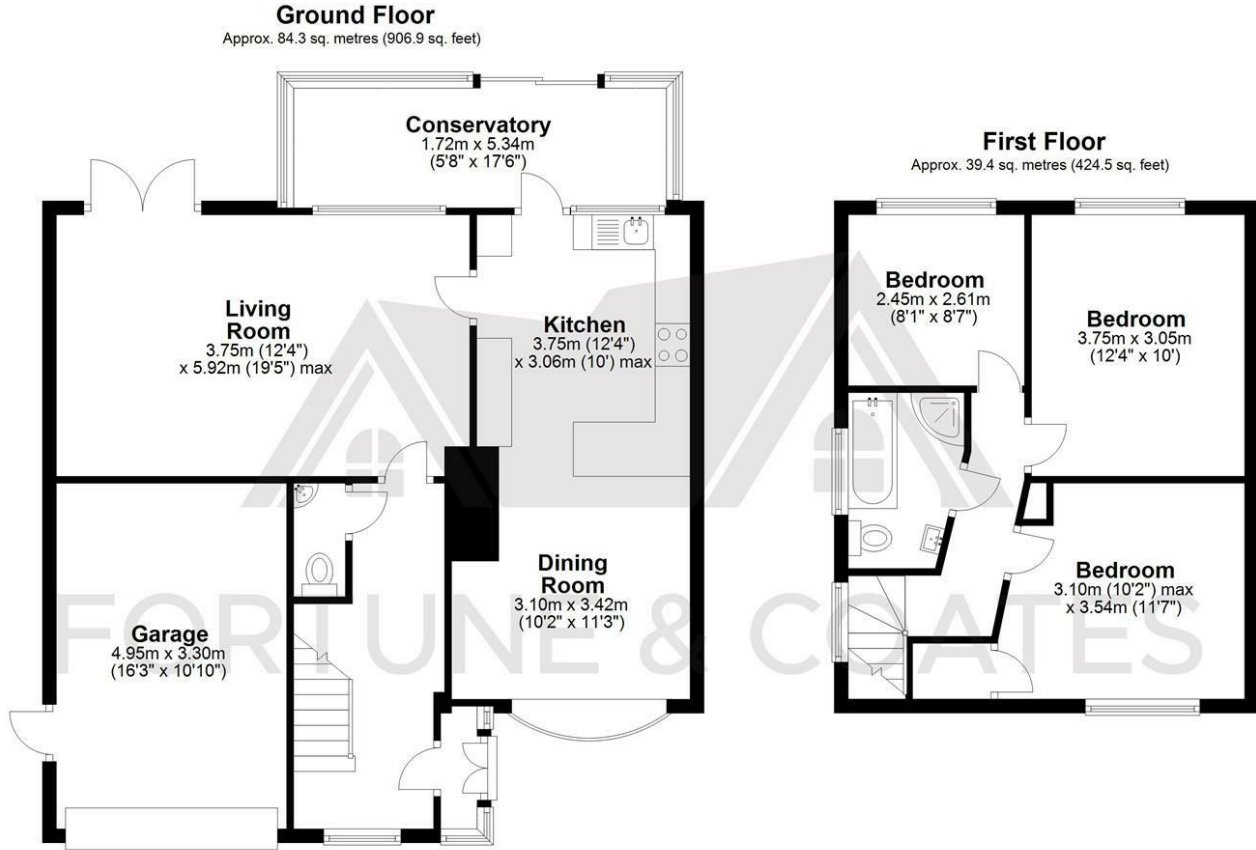 Ground Floor
Approx. 84.3 sq. metres (906.9 sq. feet)
Conservatory
1.72m x 5.34m
(5'8" x 17'6")
Living
Room
3.75m (12'4")
x 5.92m (19'5") max
Kitchen
3.75m (12'4")
x 3.06m (10') max
Dining
Room
3.10m x 3.42m
(10'2" x 11'3")
Garage
4.95m x 3.30m
(16'3" x 10'10")
First Floor
Approx. 39.4 sq. metres (424.5 sq. feet)
Bedroom
2.45m x 2.61m
(8'1" x 8'7")
Bedroom
3.75m x 3.05m
(12'4" x 10')
Bedroom
3.10m (10'2") max
x 3.54m (11'7")
FORTUNE & COATES